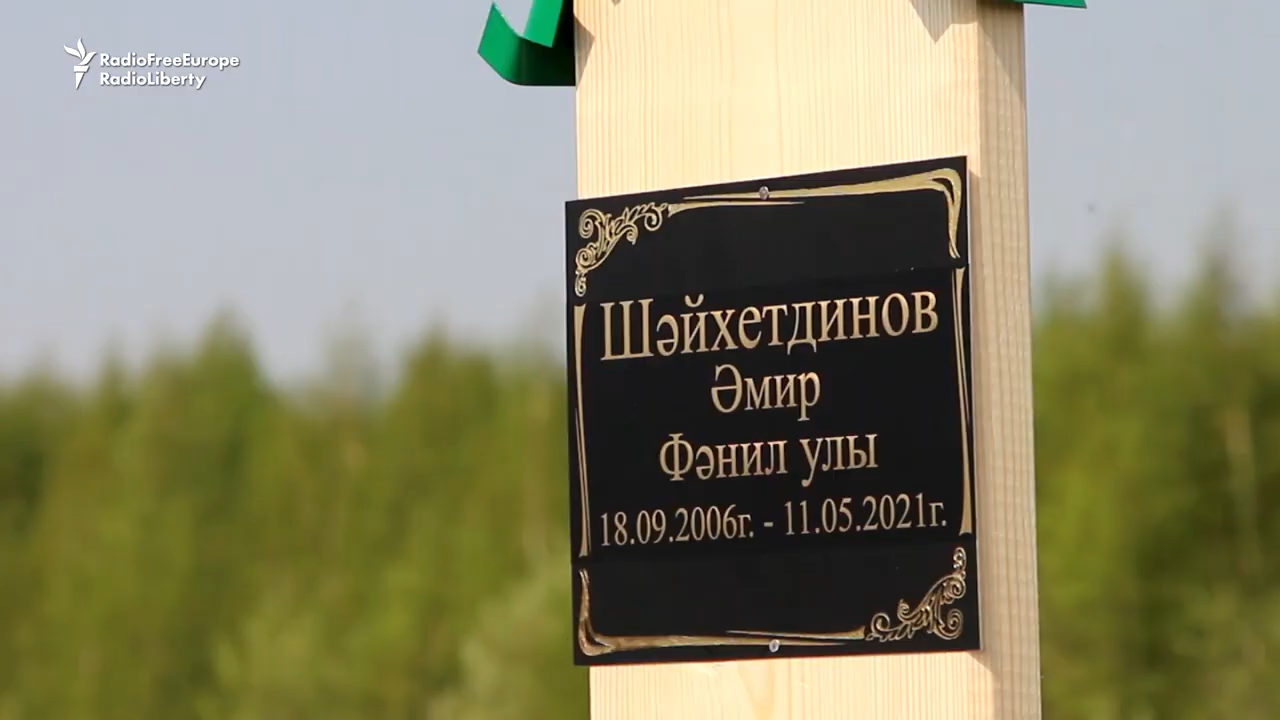 RadioFreeEurope
RadioLiberty
Шәйхетдинов
Әмир
Фәнил улы
18.09.2006г. - 11.05.2021г.